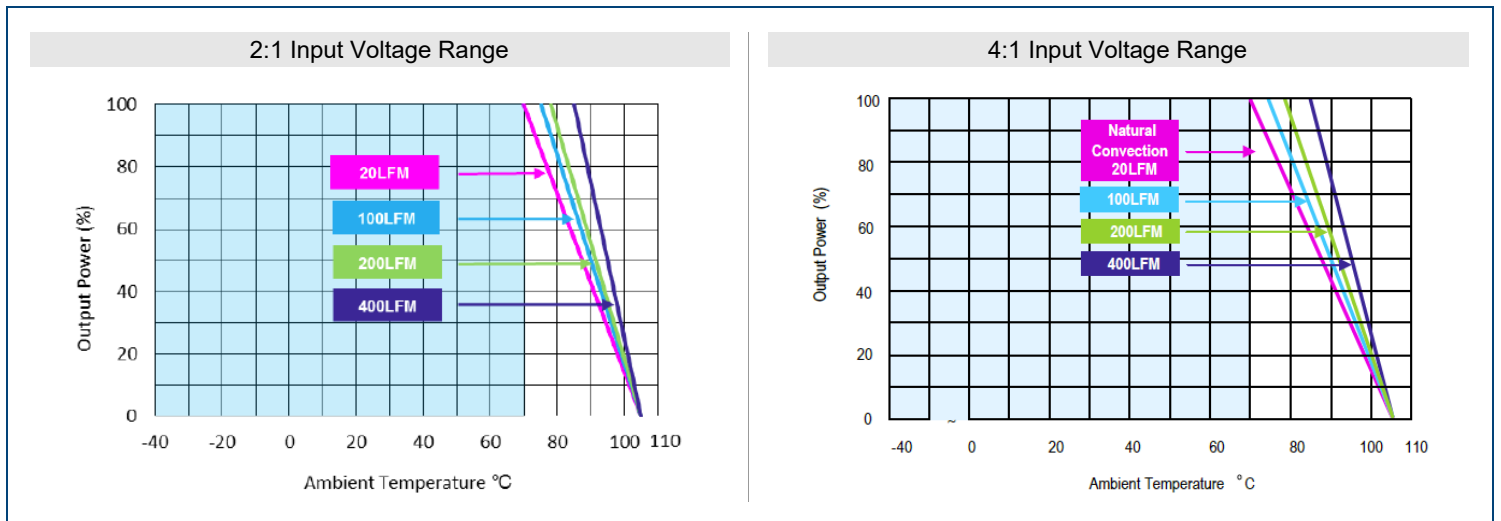 2:1 Input Voltage Range
100
80
60
40
20
0
Output Power (%)
20LFM
100LFM
200LFM
400LFM
-40 -20 0 20 40 60 80 100 110
Ambient Temperature ℃
4:1 Input Voltage Range
100
80
60
40
20
0
Output Power (%)
Natural
Convection
20LFM
100LFM
200LFM
400LFM
~
-40 0 20 40 60 80 100 110
Ambient Temperature °C